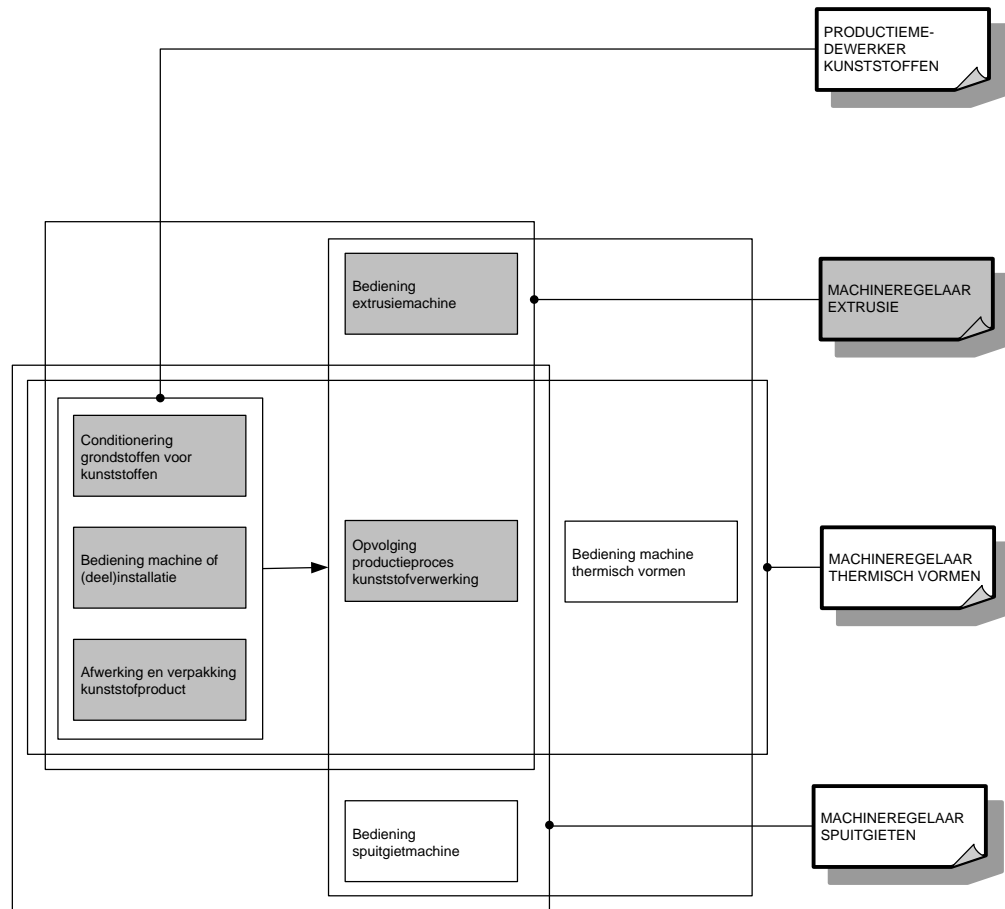 PRODUCTIEME-
DEWERKER
KUNSTSTOFFEN
Bediening
extrusiemachine
MACHINEREGELAAR
EXTRUSIE
Conditionering
grondstoffen voor
kunststoffen
Bediening machine of
(deel)installatie
Opvolging
productieproces
kunststofverwerking
Bediening machine
thermisch vormen
MACHINEREGELAAR
THERMISCH VORMEN
Afwerking en verpakking
kunststofproduct
Bediening
spuitgietmachine
MACHINEREGELAAR
SPUITGIETEN